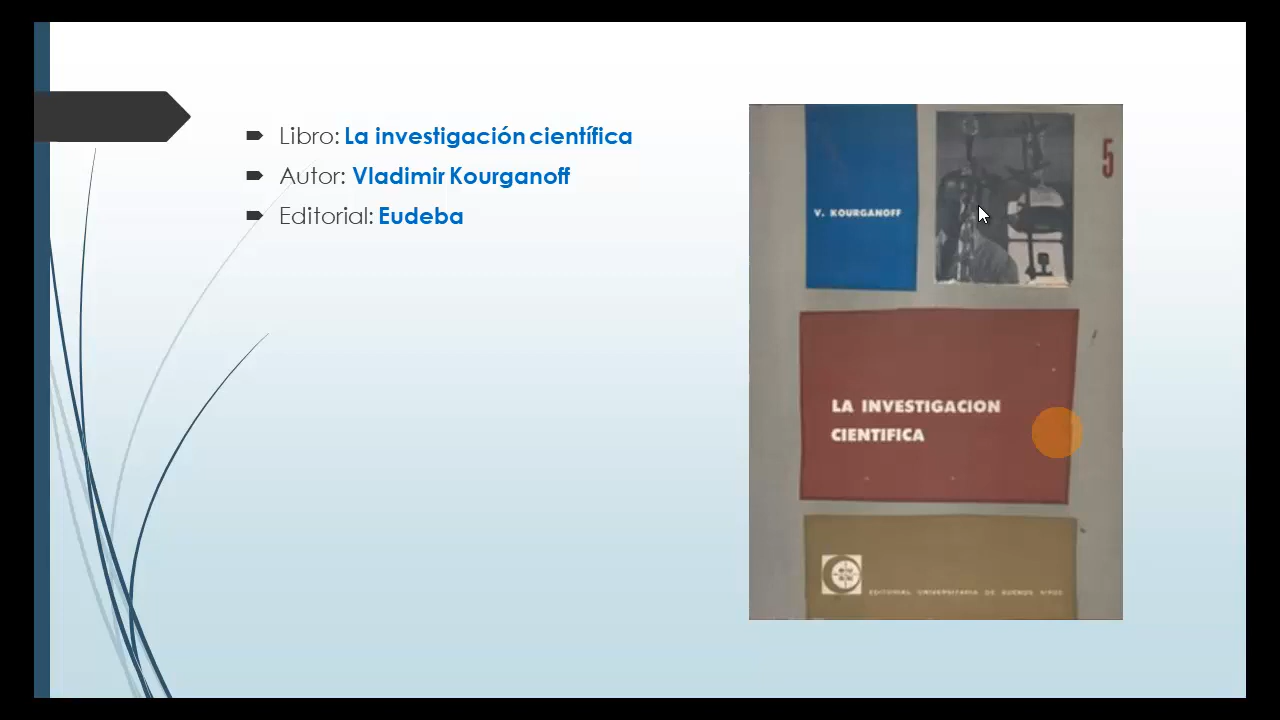 Libro: La investigación científica
Autor: Vladimir Kourganoff
Editorial: Eudeba
V. KOURGANOFF
5
LA INVESTIGACION
CIENTIFICA
EDITORIAL UNIVERSITARIA DE BUENOS AIRES